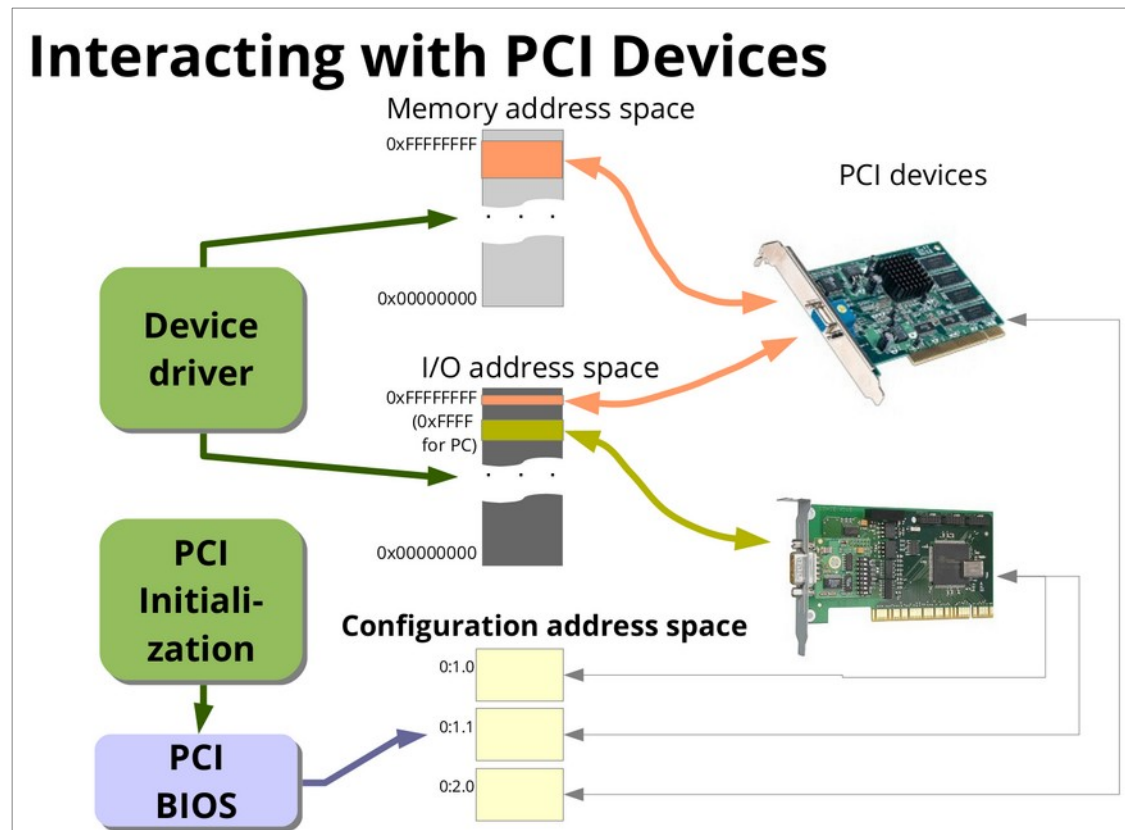 Interacting with PCI Devices
Memory address space
0xFFFFFFFF
. . .
0x00000000
PCI devices
Device
driver
I/O address space
0xFFFFFFFF
(0xFFFF
for PC)
. . .
0x00000000
PCI
Initiali-
zation
Configuration address space
0:1.0
0:1.1
0:2.0
PCI
BIOS